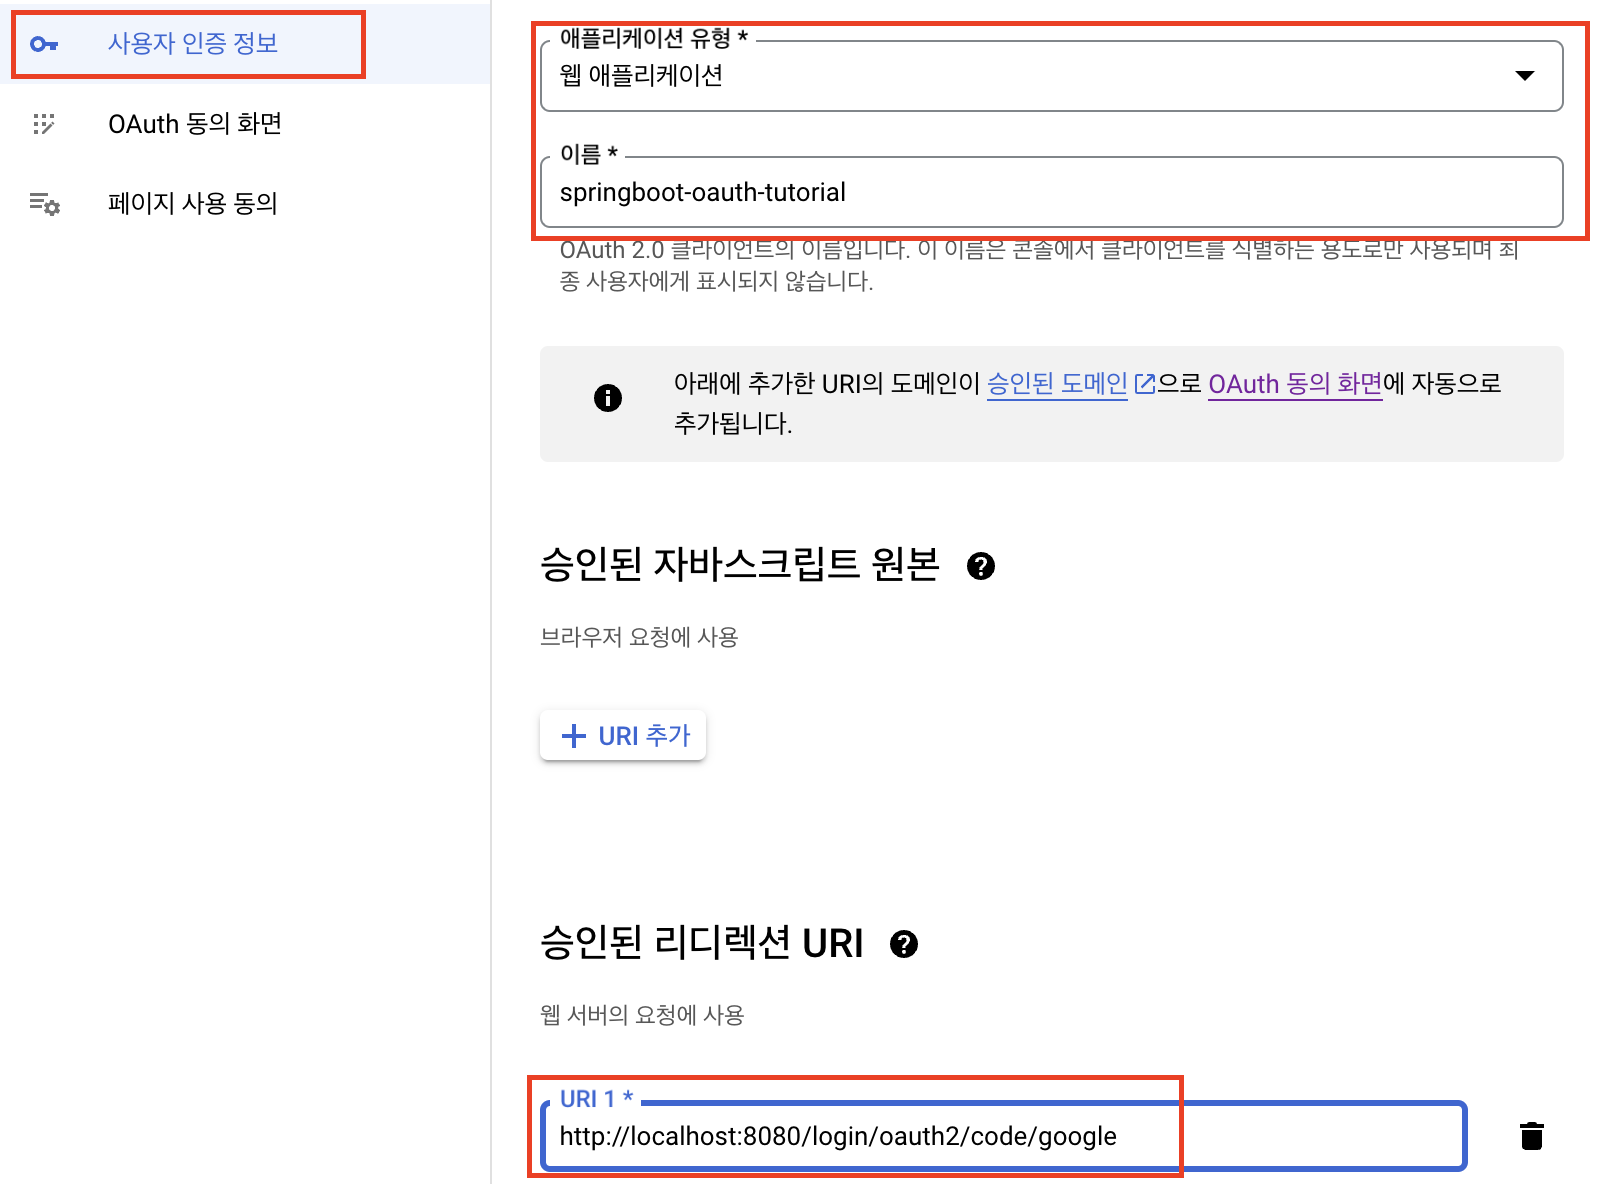 사용자 인증 정보
OAuth 동의 화면
페이지 사용 동의
애플리케이션 유형 *
웹 애플리케이션
이름 *
springboot-oauth-tutorial
OAuth 2.0 클라이언트의 이름입니다. 이 이름은 콘솔에서 클라이언트를 식별하는 용도로만 사용되며 최
종 사용자에게 표시되지 않습니다.
아래에 추가한 URI의 도메인이 승인된 도메인으로 OAuth 동의 화면에 자동으로
추가됩니다.
승인된 자바스크립트 원본
브라우저 요청에 사용
URI 추가
승인된 리디렉션 URI
웹 서버의 요청에 사용
URI 1 *
http://localhost:8080/login/oauth2/code/google